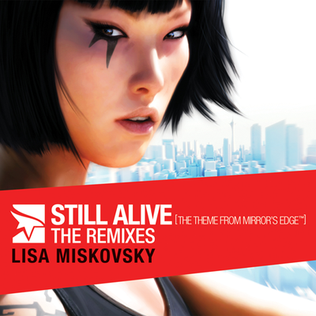 STILL ALIVE [THE THEME FROM MIRROR'S EDGE™]
THE REMIXES
LISA MISKOVSKY